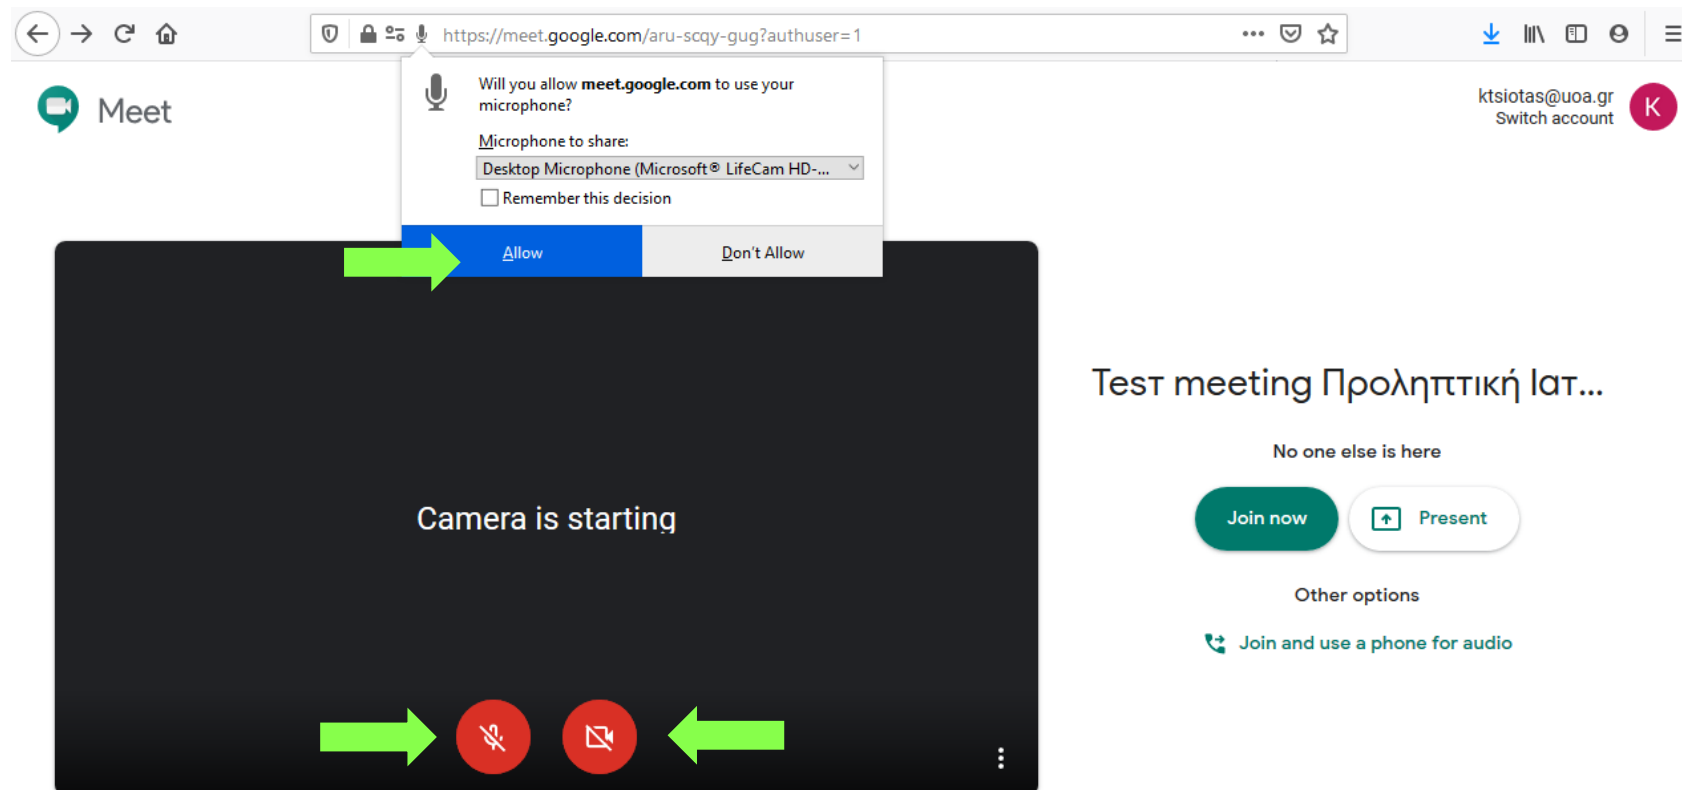 https://meet.google.com/aru-scqy-gug?authuser=1
Meet
ktsiotas@uoa.gr
Switch account
K
Will you allow meet.google.com to use your
microphone?
Microphone to share:
Desktop Microphone (Microsoft® LifeCam HD-...
Remember this decision
Allow
Don't Allow
Camera is starting
Tesτ meeting Προληπτική Ιατ...
No one else is here
Join now
Present
Other options
Join and use a phone for audio